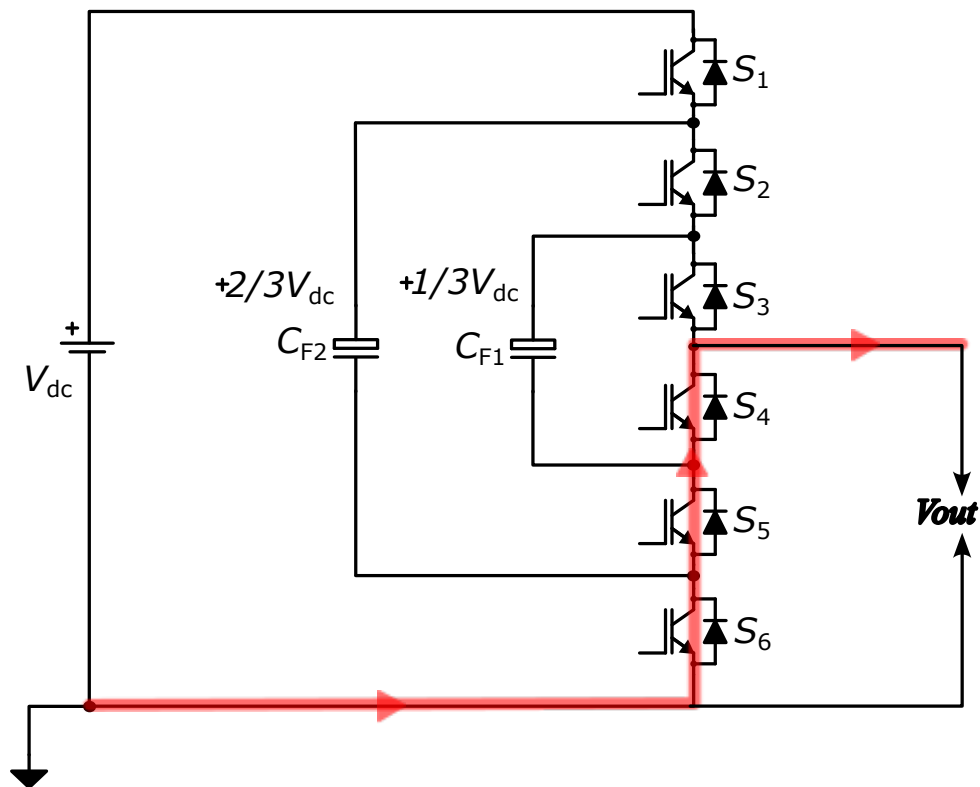 S1
S2
+2/3Vdc
+1/3Vdc
S3
+
CF2
CF1
Vdc
S4
Vout
S5
S6